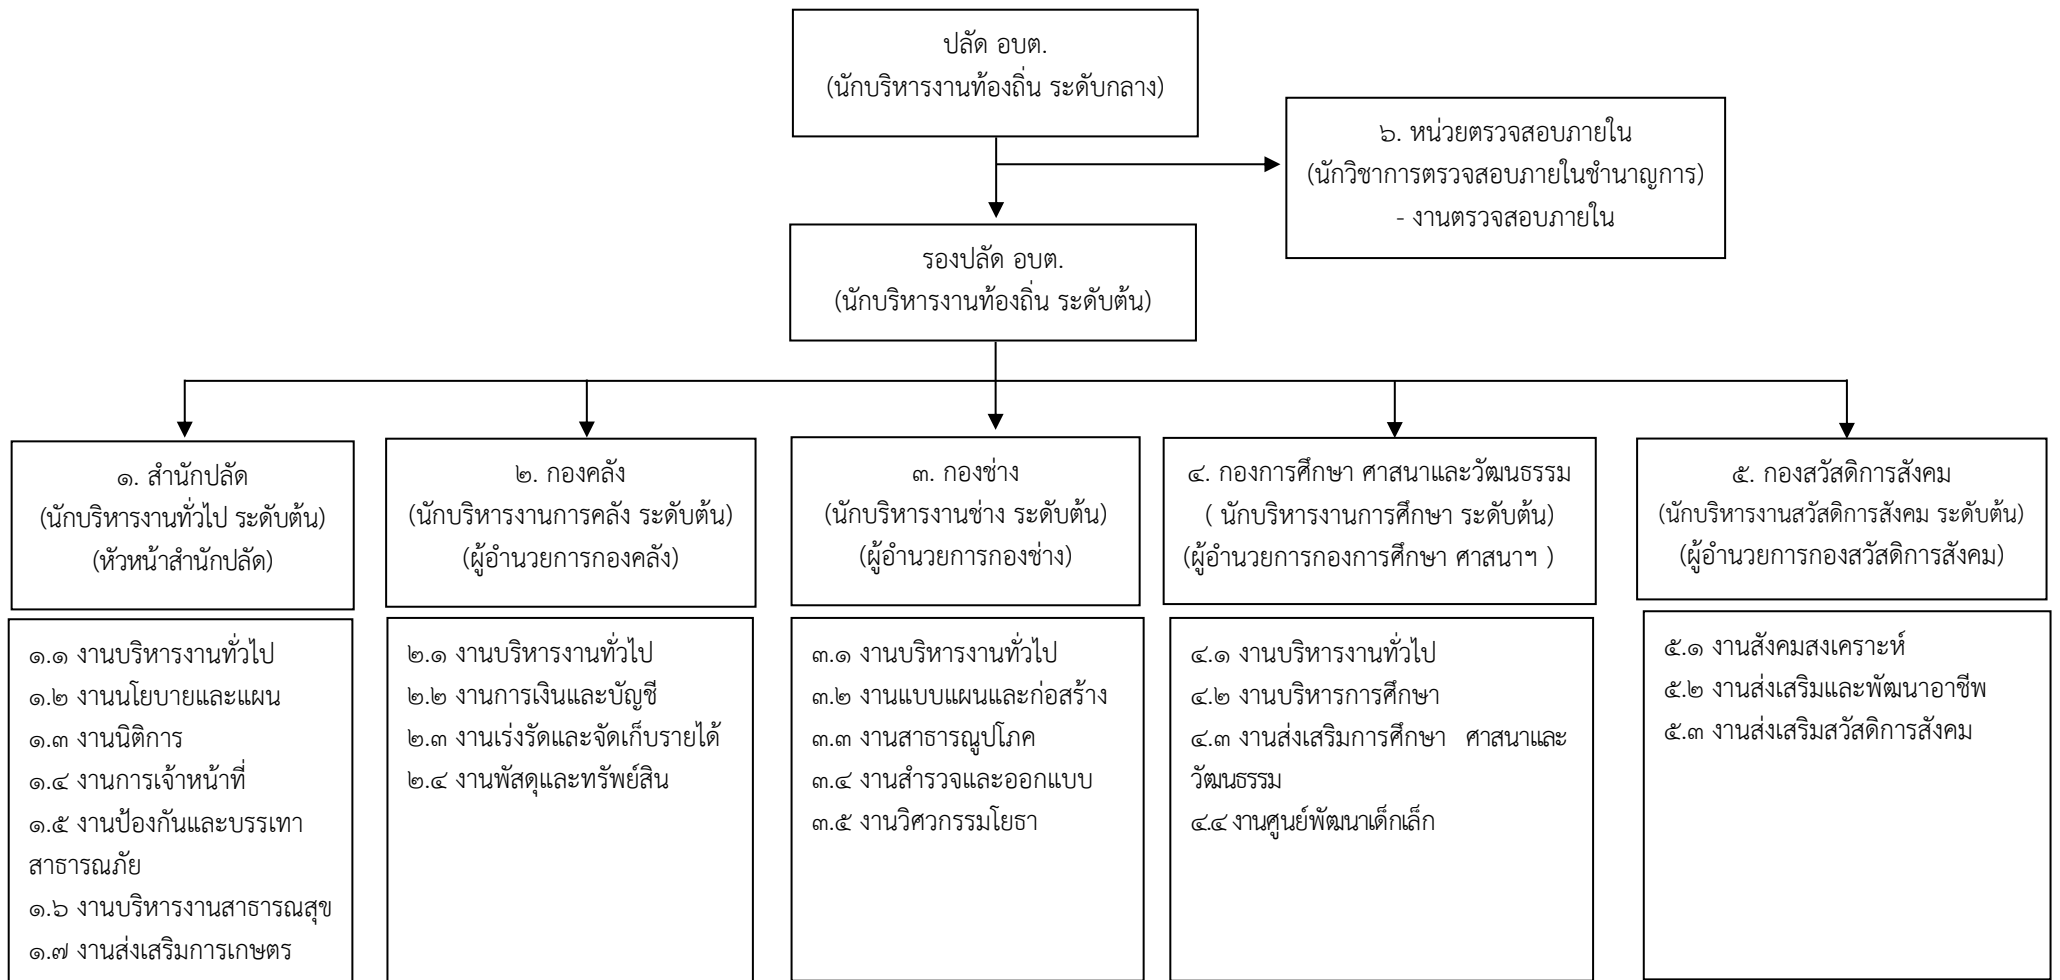 ปลัด อบต.
(นักบริหารงานท้องถิ่น ระดับกลาง)
๖. หน่วยตรวจสอบภายใน
(นักวิชาการตรวจสอบภายในชำนาญการ)
- งานตรวจสอบภายใน
รองปลัด อบต.
(นักบริหารงานท้องถิ่น ระดับต้น)
๑. สำนักปลัด
(นักบริหารงานทั่วไป ระดับต้น)
(หัวหน้าสำนักปลัด)
๑.๑ งานบริหารงานทั่วไป
๑.๒ งานนโยบายและแผน
๑.๓ งานนิติการ
๑.๔ งานการเจ้าหน้าที่
๑.๕ งานป้องกันและบรรเทา
สาธารณภัย
๑.๖ งานบริหารงานสาธารณสุข
๑.๗ งานส่งเสริมการเกษตร
๒. กองคลัง
(นักบริหารงานการคลัง ระดับต้น)
(ผู้อำนวยการกองคลัง)
๒.๑ งานบริหารงานทั่วไป
๒.๒ งานการเงินและบัญชี
๒.๓ งานเร่งรัดและจัดเก็บรายได้
๒.๔ งานพัสดุและทรัพย์สิน
๓. กองช่าง
(นักบริหารงานช่าง ระดับต้น)
(ผู้อำนวยการกองช่าง)
๓.๑ งานบริหารงานทั่วไป
๓.๒ งานแบบแผนและก่อสร้าง
๓.๓ งานสาธารณูปโภค
๓.๔ งานสำรวจและออกแบบ
๓.๕ งานวิศวกรรมโยธา
๔. กองการศึกษา ศาสนาและวัฒนธรรม
( นักบริหารงานการศึกษา ระดับต้น)
(ผู้อำนวยการกองการศึกษา ศาสนาฯ )
๔.๑ งานบริหารงานทั่วไป
๔.๒ งานบริหารการศึกษา
๔.๓ งานส่งเสริมการศึกษา ศาสนาและ
วัฒนธรรม
๔.๔ งานศูนย์พัฒนาเด็กเล็ก
๕. กองสวัสดิการสังคม
(นักบริหารงานสวัสดิการสังคม ระดับต้น)
(ผู้อำนวยการกองสวัสดิการสังคม)
๕.๑ งานสังคมสงเคราะห์
๕.๒ งานส่งเสริมและพัฒนาอาชีพ
๕.๓ งานส่งเสริมสวัสดิการสังคม